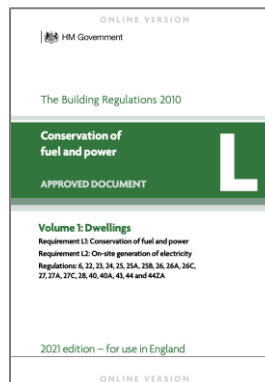 ONLINE VERSION
HM Government
The Building Regulations 2010
Conservation of
fuel and power
L
APPROVED DOCUMENT
Volume 1: Dwellings
Requirement L1: Conservation of fuel and power
Requirement L2: On-site generation of electricity
Regulations: 6, 22, 23, 24, 25, 25A, 25B, 26, 26A, 26C,
27, 27A, 27C, 28, 40, 40A, 43, 44 and 44ZA
2021 edition – for use in England
ONLINE VERSION